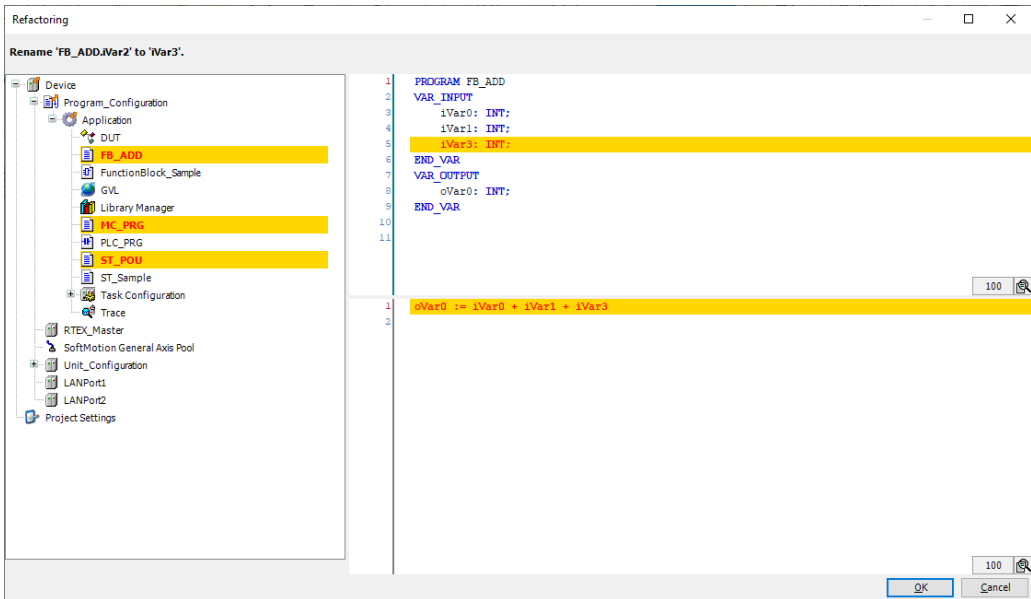 Refactoring
Rename 'FB_ADD.iVar2' to 'iVar3'.
Device
Program_Configuration
Application
DUT
FB_ADD
FunctionBlock_Sample
GVL
Library Manager
MC_PRG
PLC_PRG
ST_POU
ST_Sample
Task Configuration
Trace
RTEX_Master
SoftMotion General Axis Pool
Unit_Configuration
LANPort1
LANPort2
Project Settings
1 PROGRAM FB_ADD
2 VAR_INPUT
3 iVar0: INT;
4 iVar1: INT;
5 iVar3: INT;
6 END_VAR
7 VAR_OUTPUT
8 oVar0: INT;
9 END_VAR
10
11
100
1 oVar0 := iVar0 + iVar1 + iVar3
2
100
OK Cancel